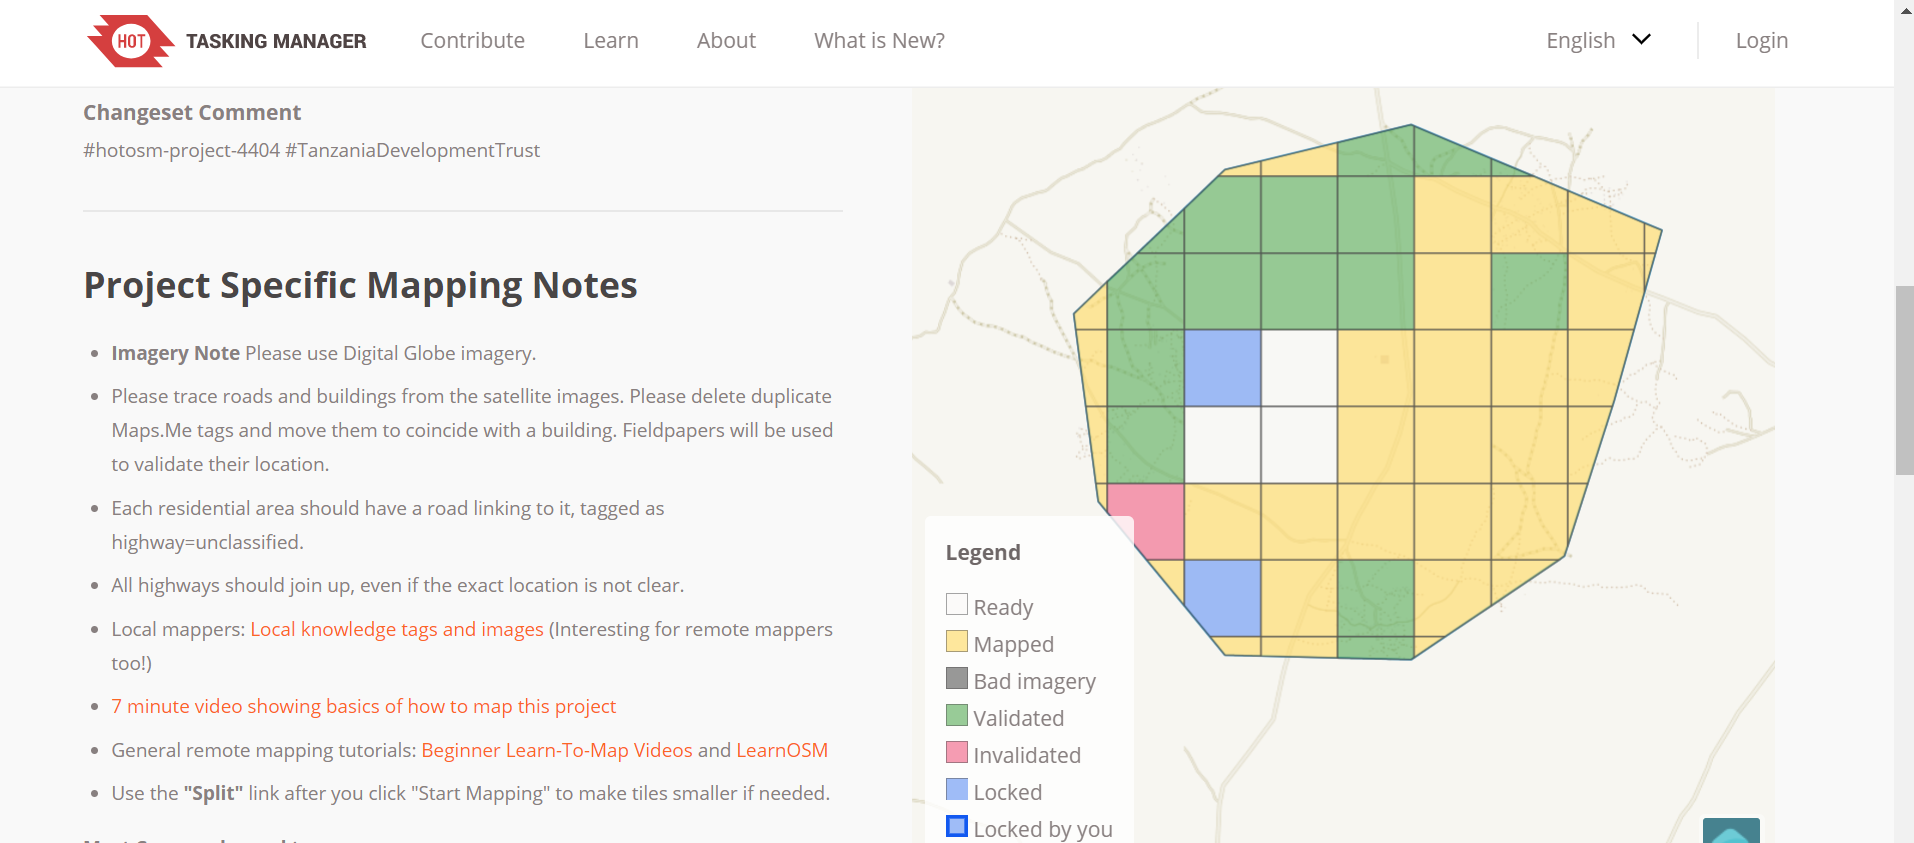 HOT TASKING MANAGER Contribute Learn About What is New? English Login
Changeset Comment
#hotosm-project-4404 #TanzaniaDevelopmentTrust
Project Specific Mapping Notes
Imagery Note Please use Digital Globe imagery.
Please trace roads and buildings from the satellite images. Please delete duplicate
Maps.Me tags and move them to coincide with a building. Fieldpapers will be used
to validate their location.
Each residential area should have a road linking to it, tagged as
highway=unclassified.
All highways should join up, even if the exact location is not clear.
Local mappers: Local knowledge tags and images (Interesting for remote mappers
too!)
7 minute video showing basics of how to map this project
General remote mapping tutorials: Beginner Learn-To-Map Videos and LearnOSM
Use the "Split" link after you click "Start Mapping" to make tiles smaller if needed.
Legend
Ready
Mapped
Bad imagery
Validated
Invalidated
Locked
Locked by you